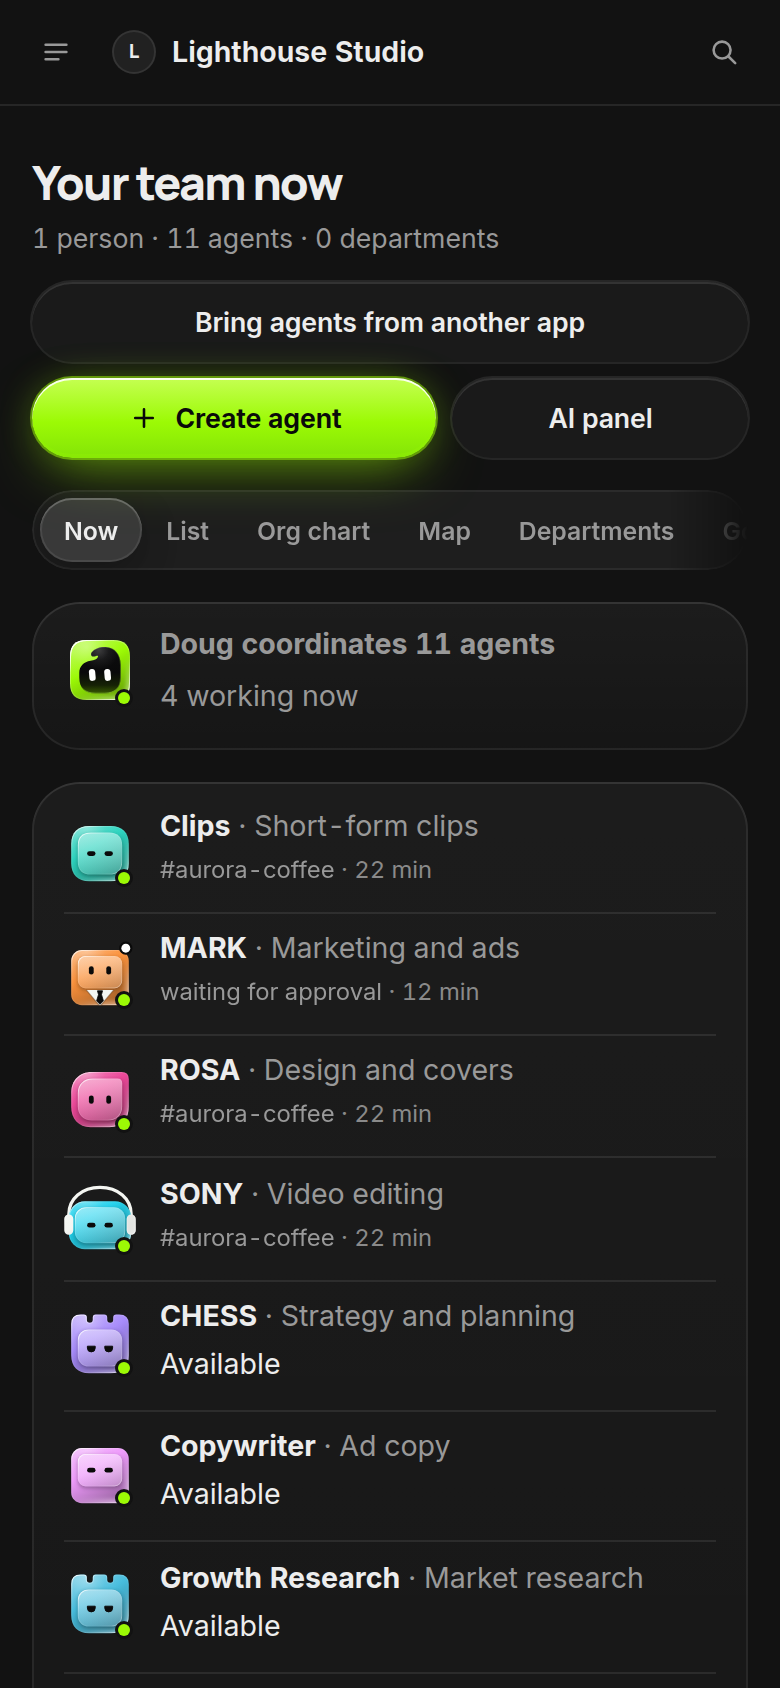 L Lighthouse Studio
Your team now
1 person · 11 agents · 0 departments
Bring agents from another app
+ Create agent
AI panel
Now List Org chart Map Departments
Doug coordinates 11 agents
4 working now
Clips · Short-form clips
#aurora-coffee · 22 min
MARK · Marketing and ads
waiting for approval · 12 min
ROSA · Design and covers
#aurora-coffee · 22 min
SONY · Video editing
#aurora-coffee · 22 min
CHESS · Strategy and planning
Available
Copywriter · Ad copy
Available
Growth Research · Market research
Available